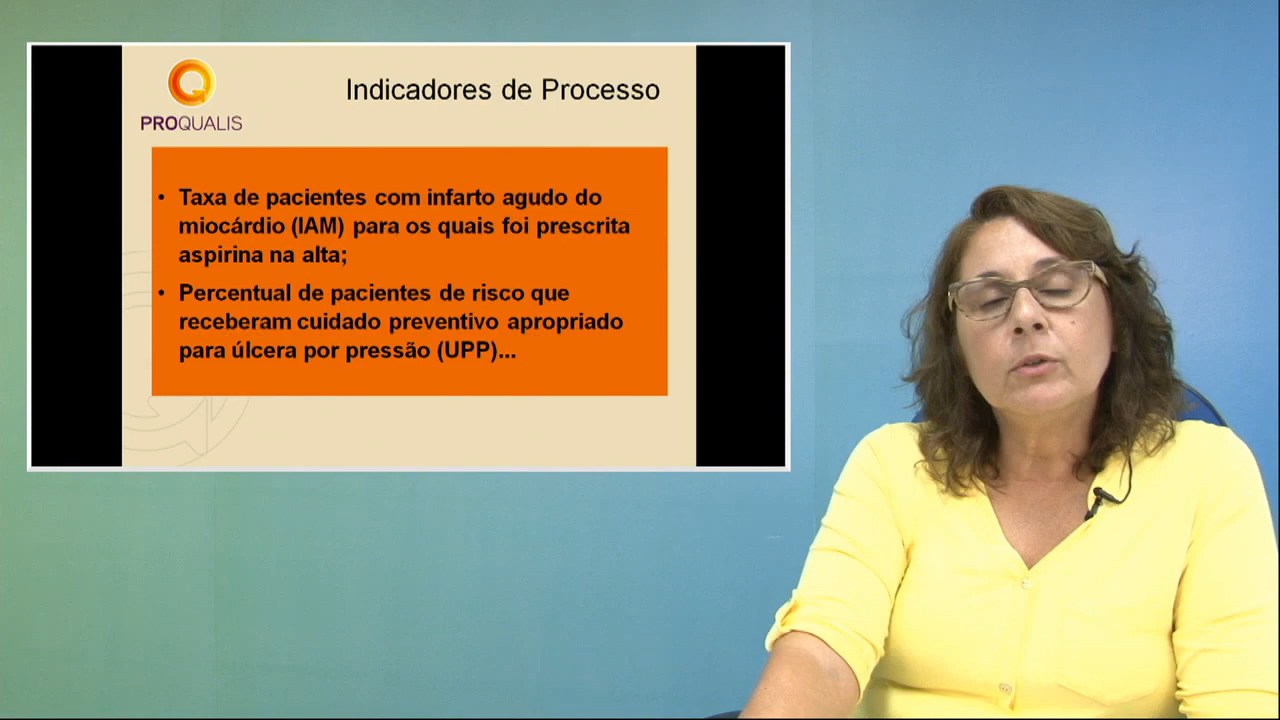 PROQUALIS
Indicadores de Processo
• Taxa de pacientes com infarto agudo do
miocárdio (IAM) para os quais foi prescrita
aspirina na alta;
• Percentual de pacientes de risco que
receberam cuidado preventivo apropriado
para úlcera por pressão (UPP)...